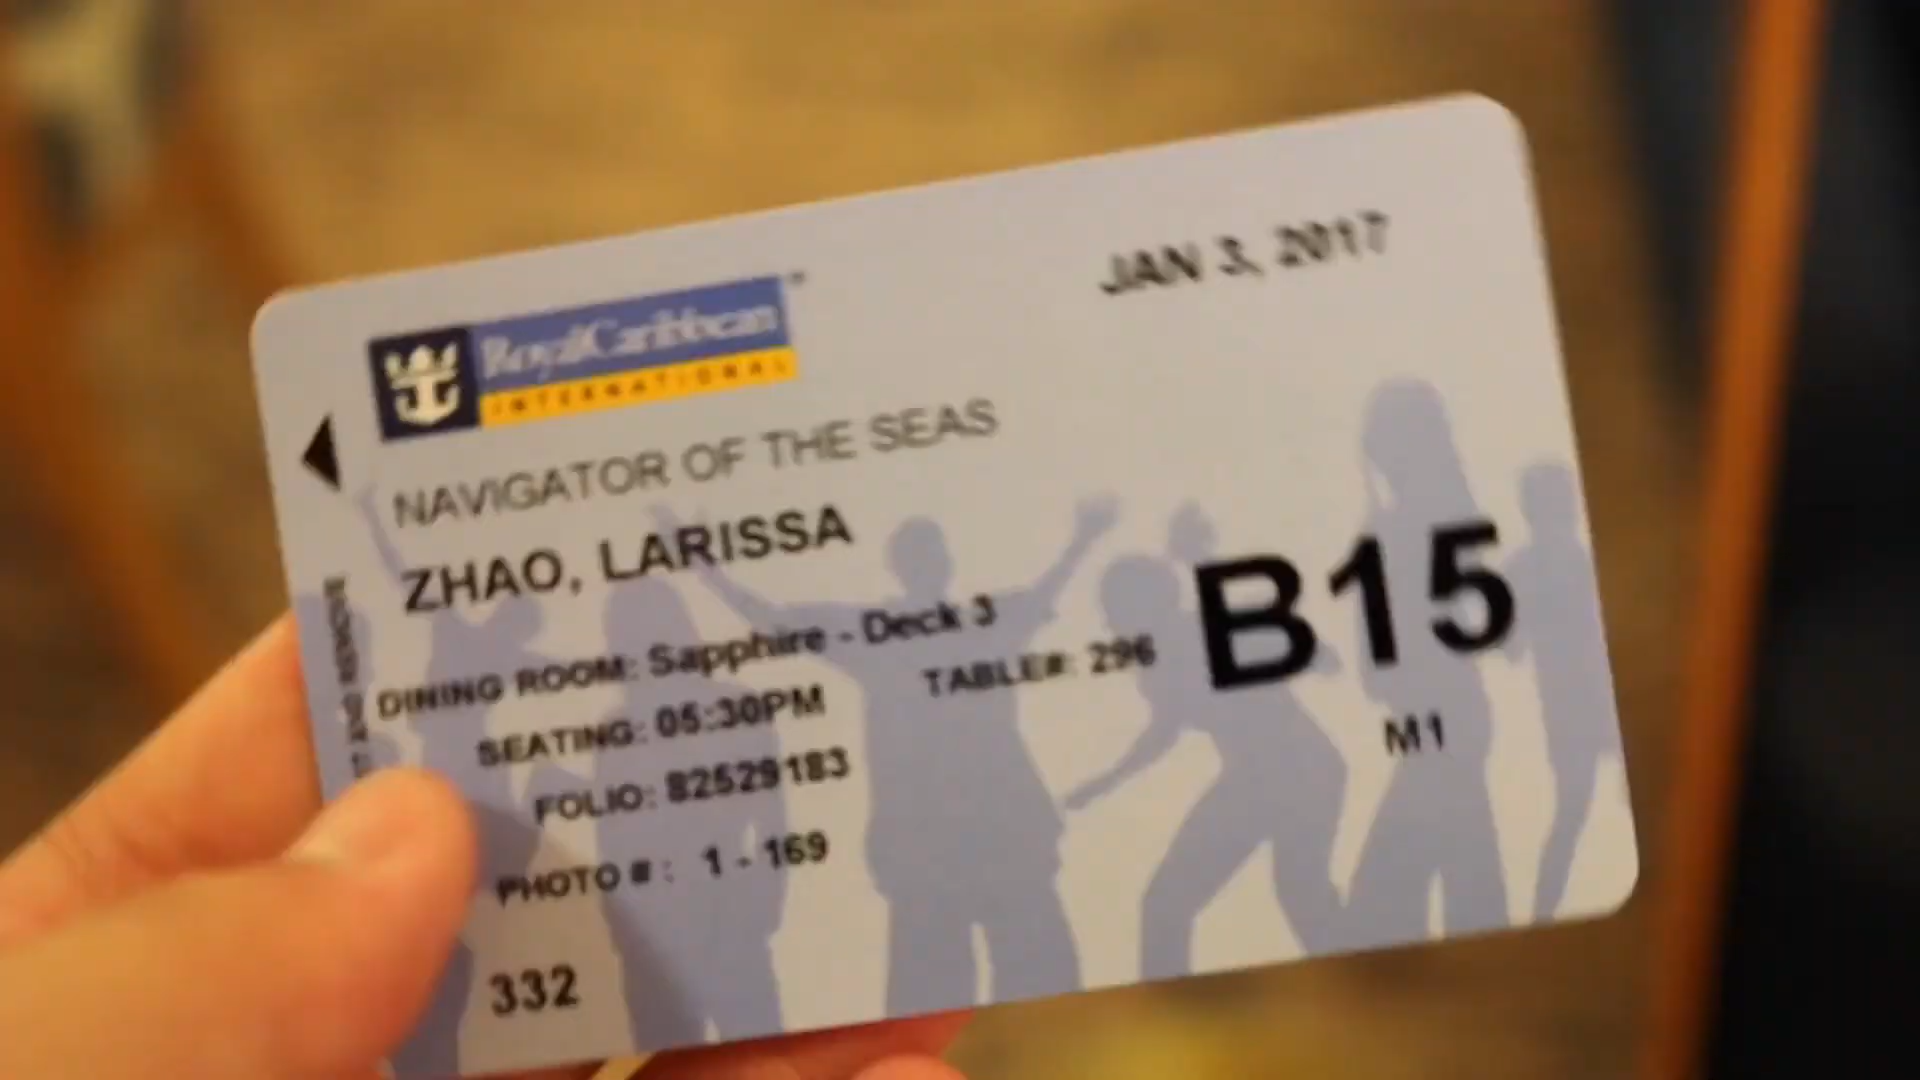 JAN 3, 2017
RoyalCaribbean
INTERNATIONAL
NAVIGATOR OF THE SEAS
ZHAO, LARISSA
DINING ROOM: Sapphire - Deck 3
SEATING: 05:30PM
TABLE#: 296
B15
M1
FOLIO: 82529183
PHOTO # : 1 - 169
332